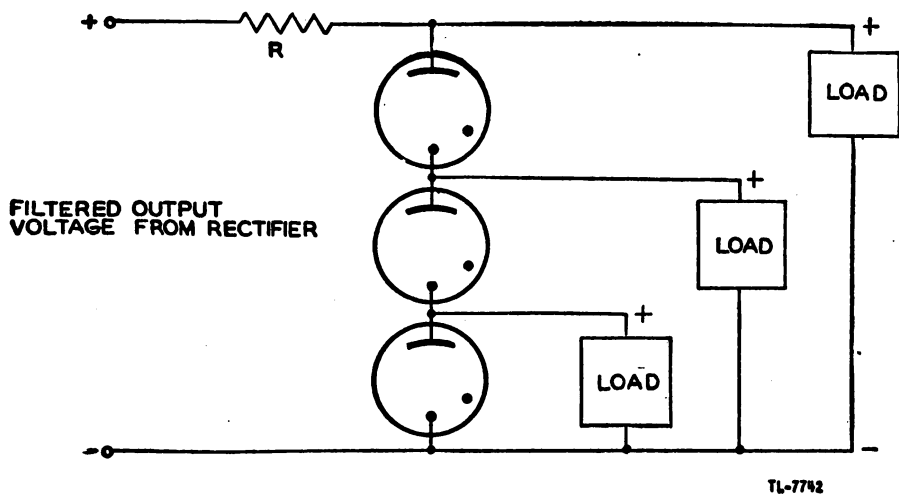 +
R
+
LOAD
+
FILTERED OUTPUT
VOLTAGE FROM RECTIFIER
LOAD
+
LOAD
-
-
TL-7742